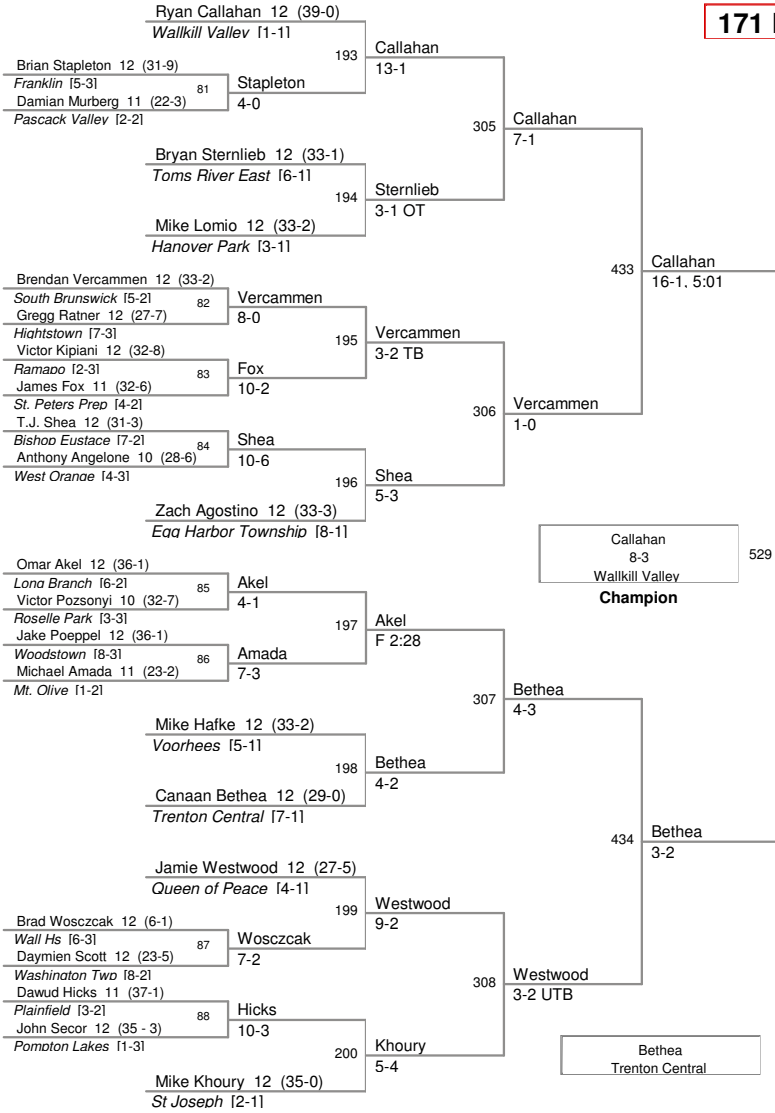 171
Ryan Callahan 12 (39-0)
Wallkill Valley [1-1]
193
Callahan
13-1
Brian Stapleton 12 (31-9)
Franklin [5-3]
81
Stapleton
4-0
Damian Murberg 11 (22-3)
Pascack Valley [2-2]
305
Callahan
7-1
Bryan Sternlieb 12 (33-1)
Toms River East [6-1]
194
Sternlieb
3-1 OT
Mike Lomio 12 (33-2)
Hanover Park [3-1]
433
Callahan
16-1, 5:01
Brendan Vercammen 12 (33-2)
South Brunswick [5-2]
82
Vercammen
8-0
Gregg Ratner 12 (27-7)
Hightstown [7-3]
195
Vercammen
3-2 TB
Victor Kipiani 12 (32-8)
Ramapo [2-3]
83
Fox
10-2
James Fox 11 (32-6)
St. Peters Prep [4-2]
306
Vercammen
1-0
T.J. Shea 12 (31-3)
Bishop Eustace [7-2]
84
Shea
10-6
Anthony Angelone 10 (28-6)
West Orange [4-3]
196
Shea
5-3
Zach Agostino 12 (33-3)
Egg Harbor Township [8-1]
Callahan
8-3
Wallkill Valley
529
Champion
Omar Akel 12 (36-1)
Long Branch [6-2]
85
Akel
4-1
Victor Pozsonyi 10 (32-7)
Roselle Park [3-3]
197
Akel
F 2:28
Jake Poeppel 12 (36-1)
Woodstown [8-3]
86
Amada
7-3
Michael Amada 11 (23-2)
Mt. Olive [1-2]
307
Bethea
4-3
Mike Hafke 12 (33-2)
Voorhees [5-1]
198
Bethea
4-2
Canaan Bethea 12 (29-0)
Trenton Central [7-1]
434
Bethea
3-2
Jamie Westwood 12 (27-5)
Queen of Peace [4-1]
199
Westwood
9-2
Brad Wosczcak 12 (6-1)
Wall Hs [6-3]
87
Wosczcak
7-2
Daymien Scott 12 (23-5)
Washington Twp [8-2]
308
Westwood
3-2 UTB
Dawud Hicks 11 (37-1)
Plainfield [3-2]
88
Hicks
10-3
John Secor 12 (35 - 3)
Pompton Lakes [1-3]
200
Khoury
5-4
Mike Khoury 12 (35-0)
St Joseph [2-1]
Bethea
Trenton Central